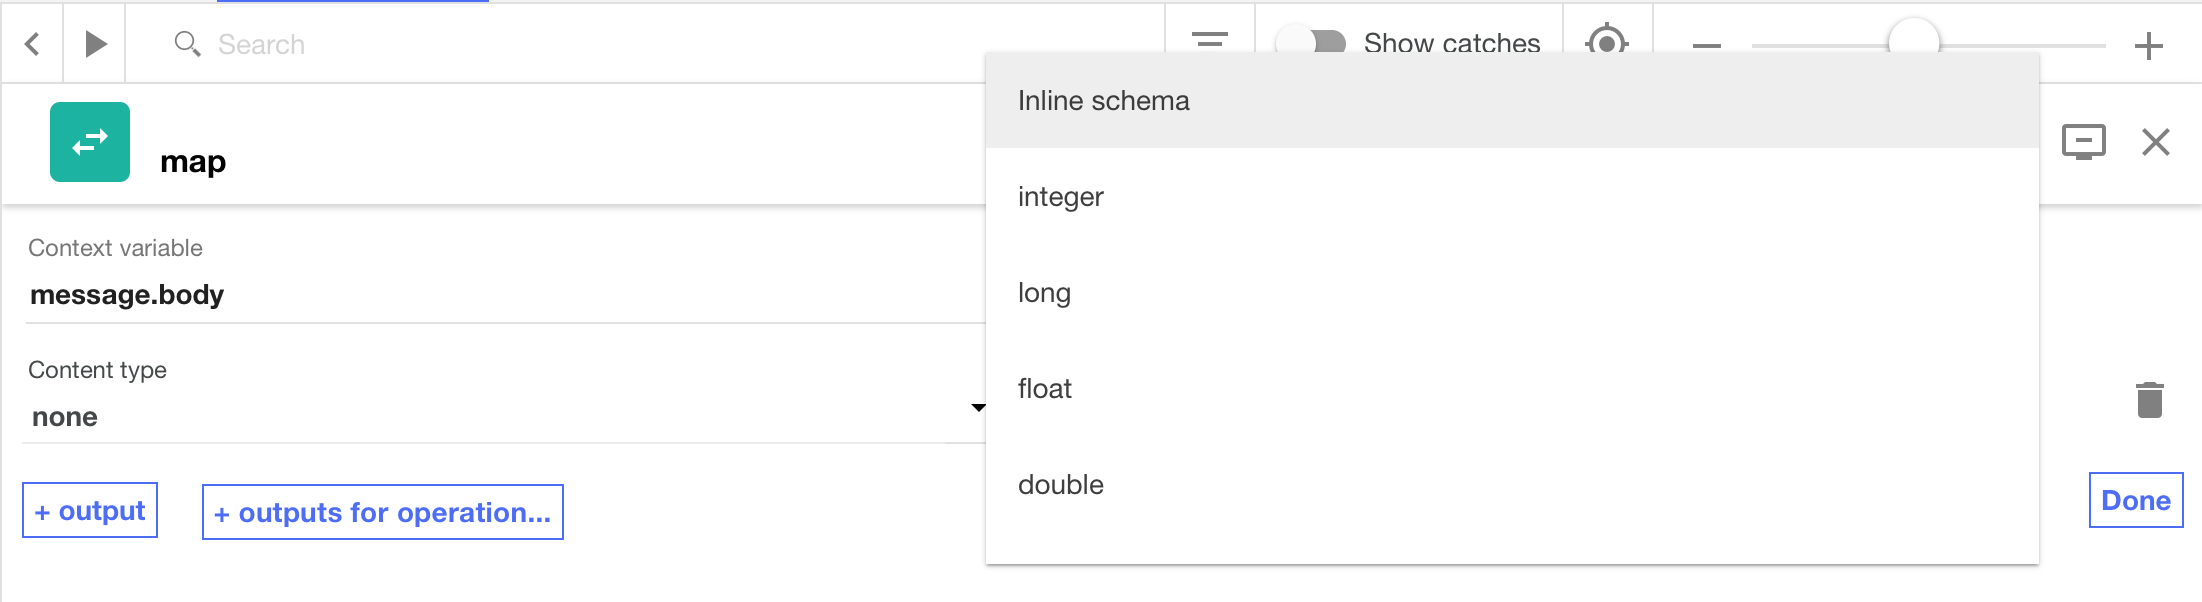 Search
Show catches
map
Context variable
message.body
Content type
none
+ output
+ outputs for operation...
Inline schema
integer
long
float
double
Done